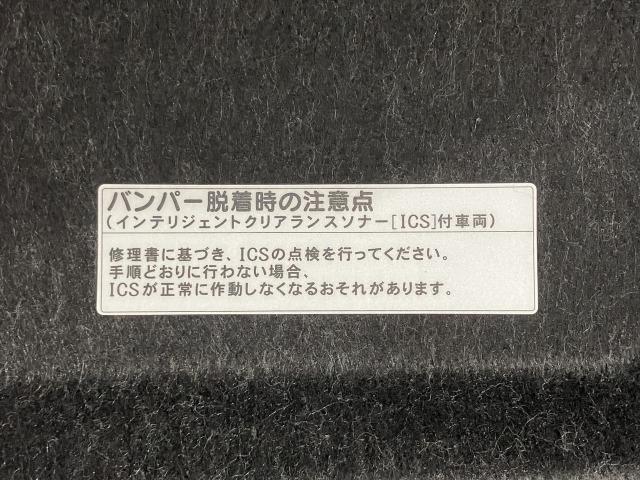 バンパー脱着時の注意点
(インテリジェントクリアランスソナー[ICS]付車両)
修理書に基づき、ICSの点検を行ってください。
手順どおりに行わない場合、
ICSが正常に作動しなくなるおそれがあります。